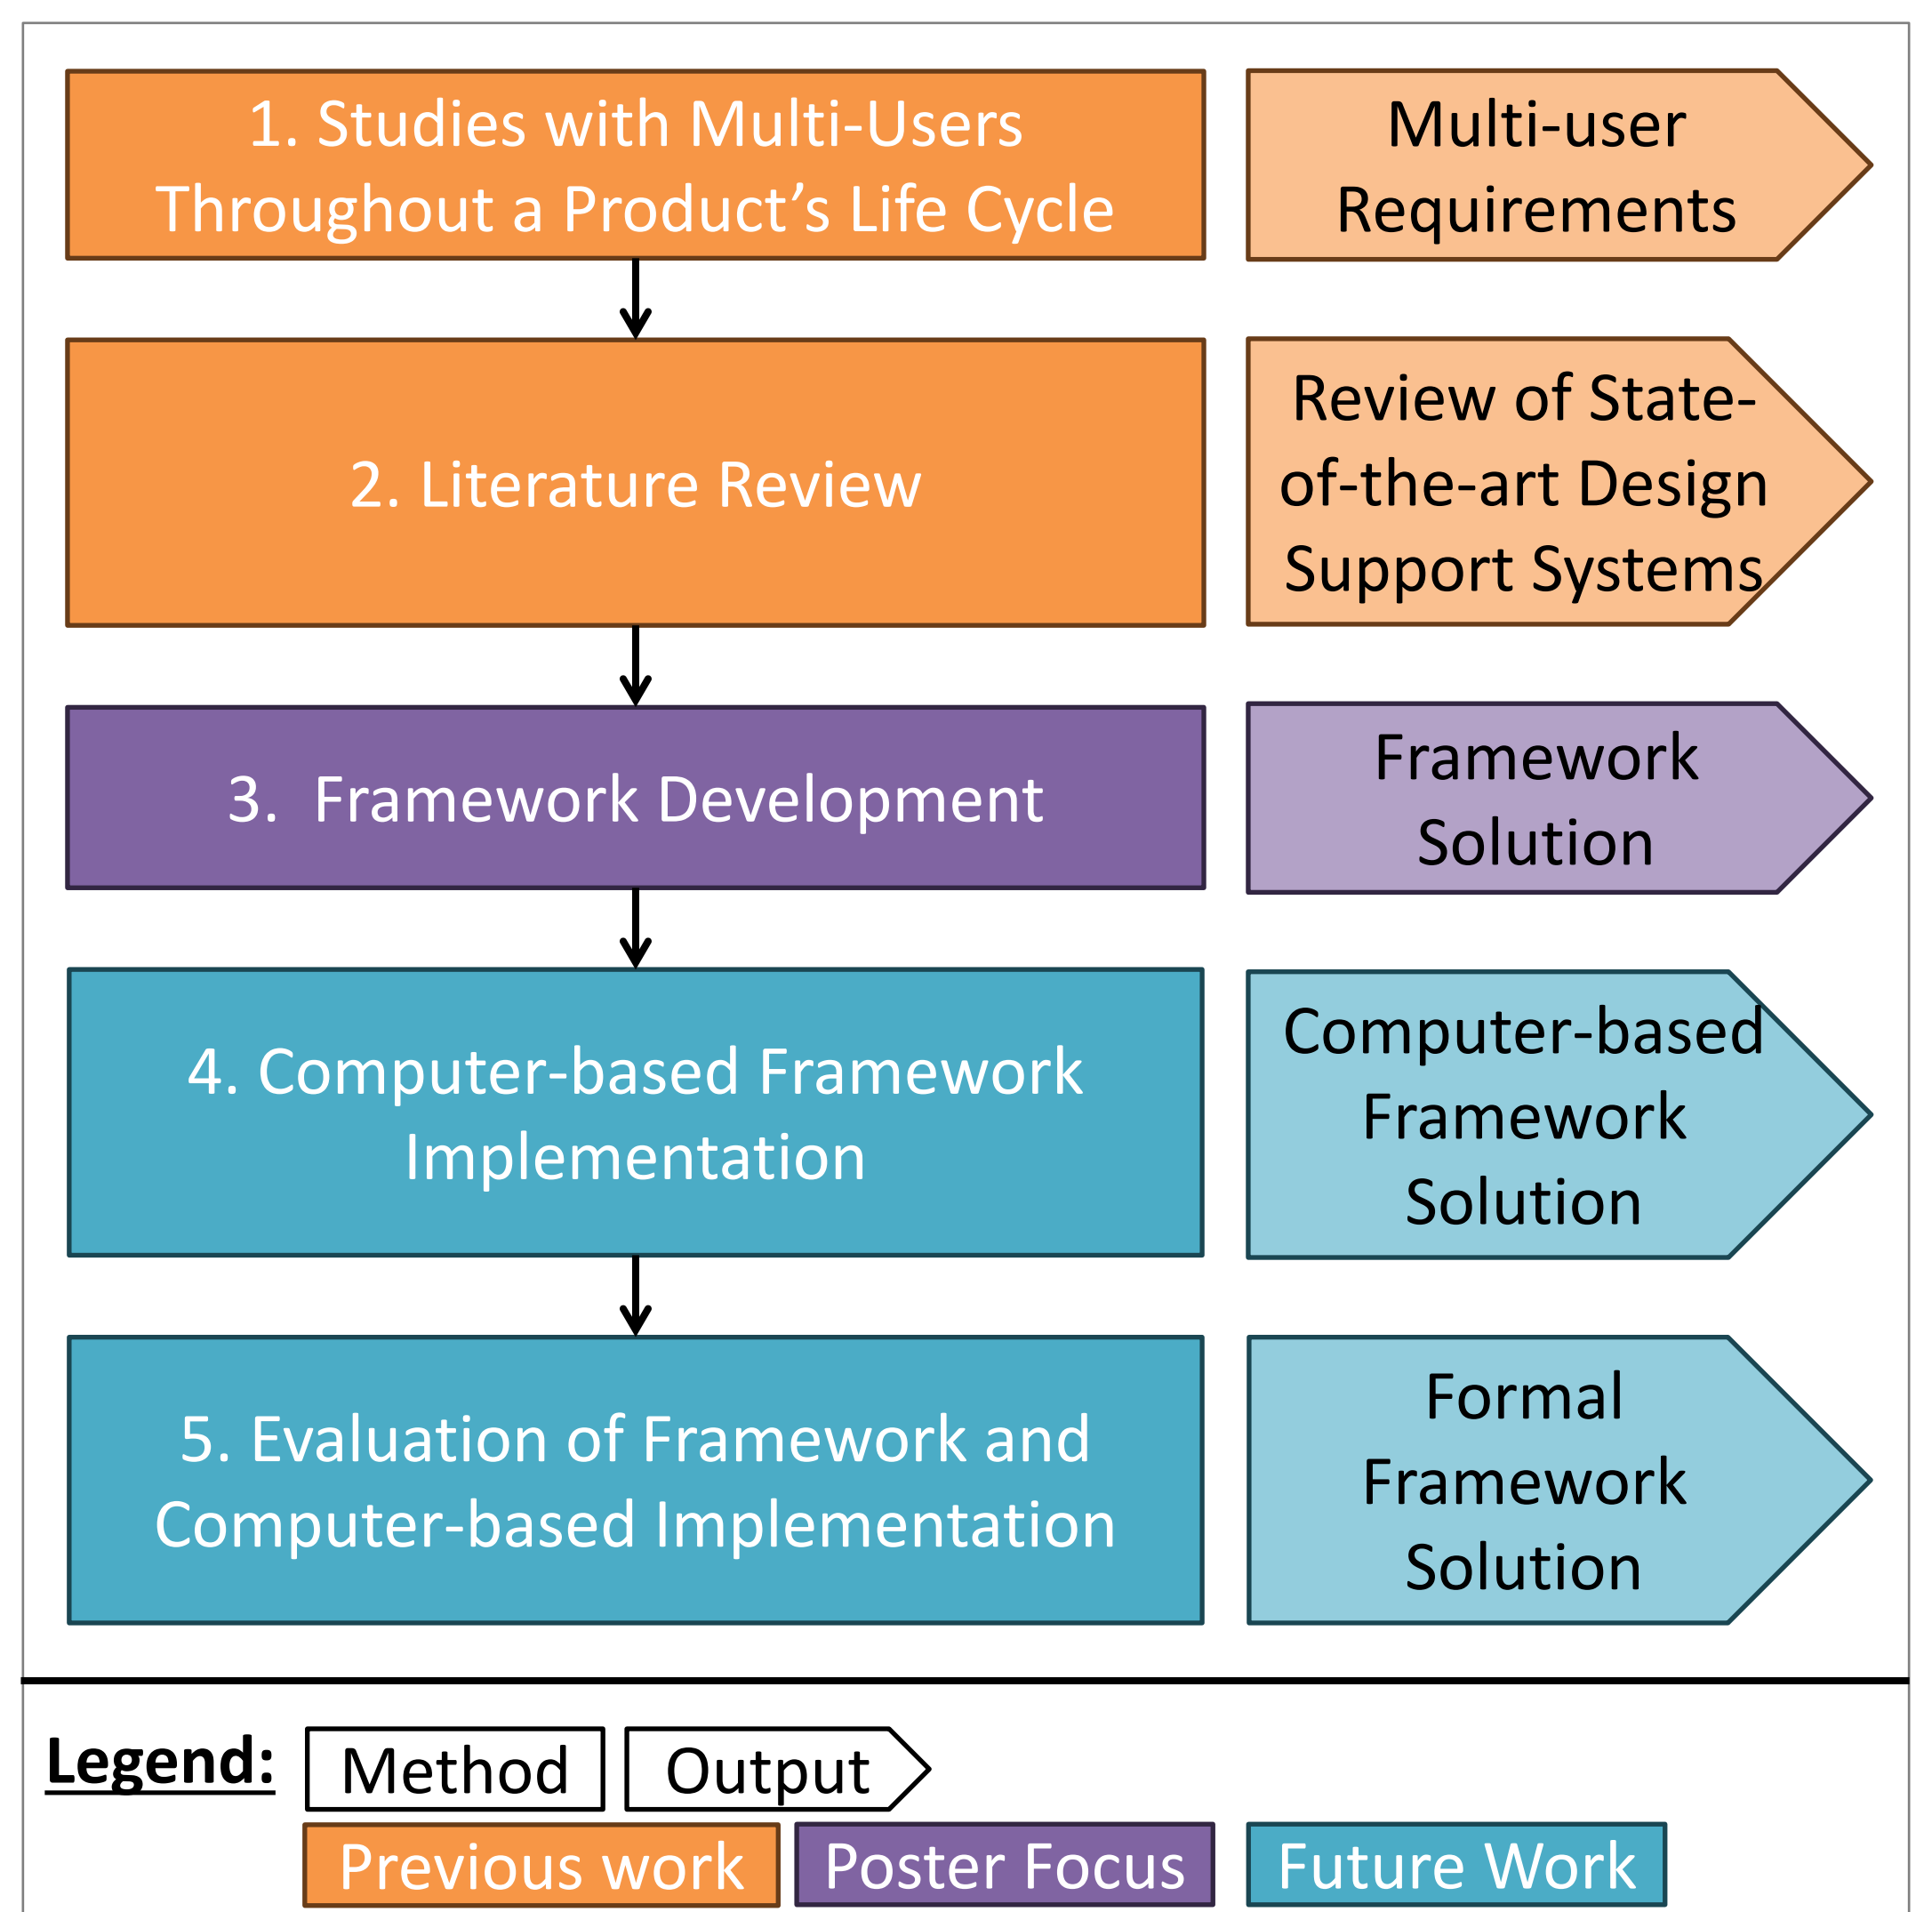 1. Studies with Multi-Users
Throughout a Product’s Life Cycle
Multi-user
Requirements
2. Literature Review
Review of State-
of-the-art Design
Support Systems
3. Framework Development
Framework
Solution
4. Computer-based Framework
Implementation
Computer-based
Framework
Solution
5. Evaluation of Framework and
Computer-based Implementation
Formal
Framework
Solution
Legend:
Method
Output
Previous work
Poster Focus
Future Work